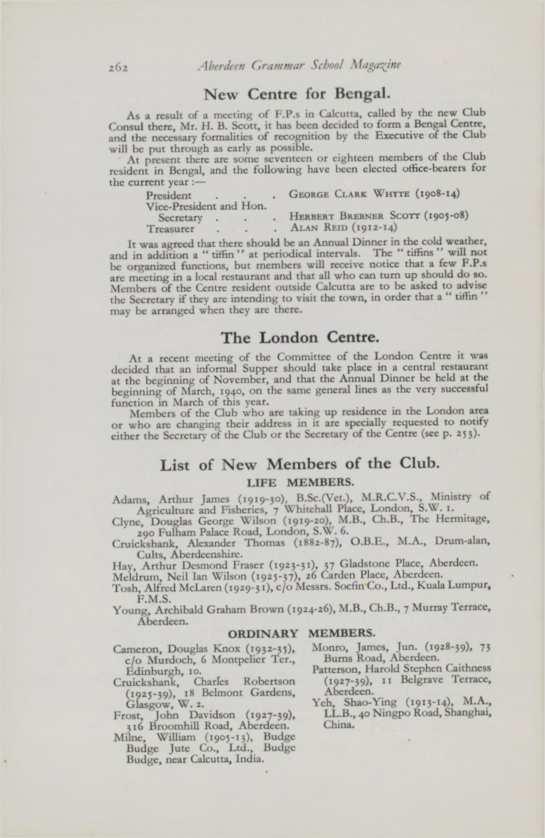 262 Aberdeen Grammar School Magazine
New Centre for Bengal.
As a result of a meeting of F.P.s in Calcutta, called by the new Club
Consul there, Mr. H. B. Scott, it has been decided to form a Bengal Centre,
and the necessary formalities of recognition by the Executive of the Club
will be put through as early as possible.
At present there are some seventeen or eighteen members of the Club
resident in Bengal, and the following have been elected office-bearers for
the current year :—
President . . . George Clark Whyte (1908-14)
Vice-President and Hon.
Secretary . . . Herbert Brebner Scott (1905-08)
Treasurer . . . Alan Reid (1912-14)
It was agreed that there should be an Annual Dinner in the cold weather,
and in addition a “ tiffin ” at periodical intervals. The “ tiffins ” will not
be organized functions, but members will receive notice that a few F.P.s
are meeting in a local restaurant and that all who can turn up should do so.
Members of the Centre resident outside Calcutta are to be asked to advise
the Secretary if they are intending to visit the town, in order that a “ tiffin ”
may be arranged when they are there.
The London Centre.
At a recent meeting of the Committee of the London Centre it was
decided that an informal Supper should take place in a central restaurant
at the beginning of November, and that the Annual Dinner be held at the
beginning of March, 1940, on the same general lines as the very successful
function in March of this year.
Members of the Club who are taking up residence in the London area
or who are changing their address in it are specially requested to notify
either the Secretary of the Club or the Secretary of the Centre (see p. 253).
List of New Members of the Club.
LIFE MEMBERS.
Adams, Arthur James (1919-30), B.Sc.(Vet.), M.R.C.V.S., Ministry of
Agriculture and Fisheries, 7 Whitehall Place, London, S.W. 1.
Clyne, Douglas George Wilson (1919-20), M.B., Ch.B., The Hermitage,
290 Fulham Palace Road, London, S.W. 6.
Cruickshank, Alexander Thomas (1882-87), O.B.E., M.A., Drum-alan,
Cults, Aberdeenshire.
Hay, Arthur Desmond Fraser (1923-31), 37 Gladstone Place, Aberdeen.
Meldrum, Neil Ian Wilson (1925-37), 26 Carden Place, Aberdeen.
Tosh, Alfred McLaren (1929-31), c/o Messrs. Socfin Co., Ltd., Kuala Lumpur,
F.M.S.
Young, Archibald Graham Brown (1924-26), M.B., Ch.B., 7 Murray Terrace,
Aberdeen.
ORDINARY MEMBERS.
Cameron, Douglas Knox (1932-35),
c/o Murdoch, 6 Montpelier Ter.,
Edinburgh, 10.
Cruickshank, Charles Robertson
(1925-39), 18 Belmont Gardens,
Glasgow, W. 2.
Frost, John Davidson (1927-39),
316 Broomhill Road, Aberdeen.
Milne, William (1905-13), Budge
Budge Jute Co., Ltd., Budge
Budge, near Calcutta, India.
Monro, James, Jun. (1928-39), 73
Burns Road, Aberdeen.
Patterson, Harold Stephen Caithness
(1927-39), 11 Belgrave Terrace,
Aberdeen.
Yeh, Shao-Ying (1913-14), M.A.,
LL.B., 40 Ningpo Road, Shanghai,
China.